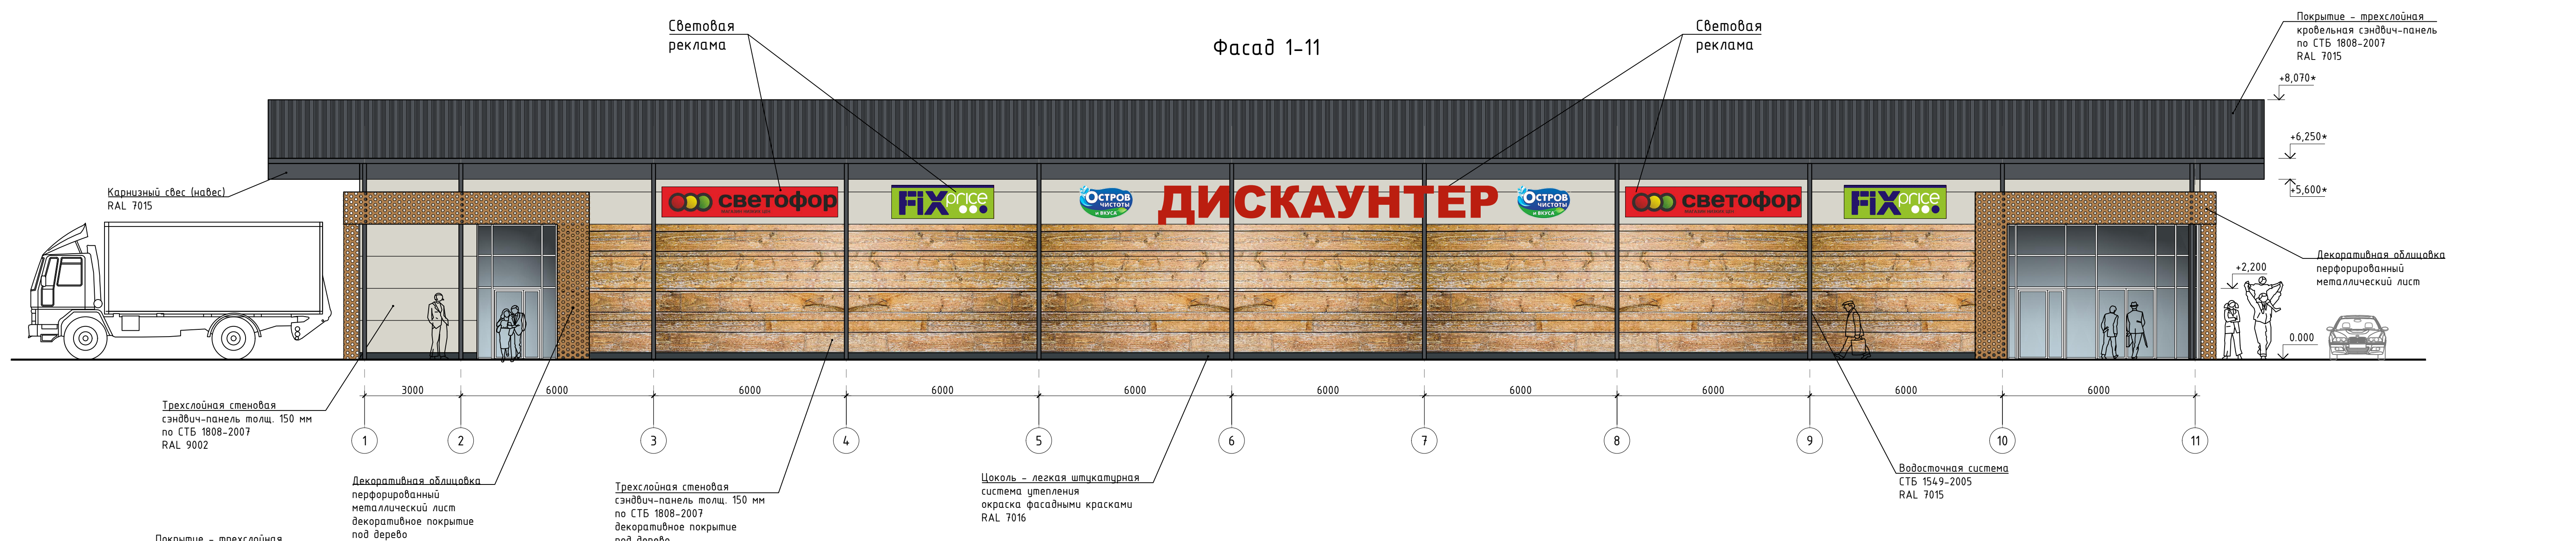 Фасад 1-11
Световая
реклама
Световая
реклама
Покрытие - трехслойная
кровельная сэндвич-панель
по СТБ 1808-2007
RAL 7015
+8,070*
+6,250*
+5,600*
Карнизный свес (навес)
RAL 7015
светофор
FiXprice
ОСТРОВ
ЧИСТОТЫ
И ВКУСА
ДИСКАУНТЕР
ОСТРОВ
ЧИСТОТЫ
И ВКУСА
светофор
FiXprice
Декоративная облицовка
перфорированный
металлический лист
+2,200
0.000
3000 6000 6000 6000 6000 6000 6000 6000 6000 6000
1 2 3 4 5 6 7 8 9 10 11
Трехслойная стеновая
сэндвич-панель толщ. 150 мм
по СТБ 1808-2007
RAL 9002
Декоративная облицовка
перфорированный
металлический лист
декоративное покрытие
под дерево
Трехслойная стеновая
сэндвич-панель толщ. 150 мм
по СТБ 1808-2007
декоративное покрытие
под дерево
Цоколь - легкая штукатурная
система утепления
окраска фасадными красками
RAL 7016
Водосточная система
СТБ 1549-2005
RAL 7015
Покрытие - трехслойная